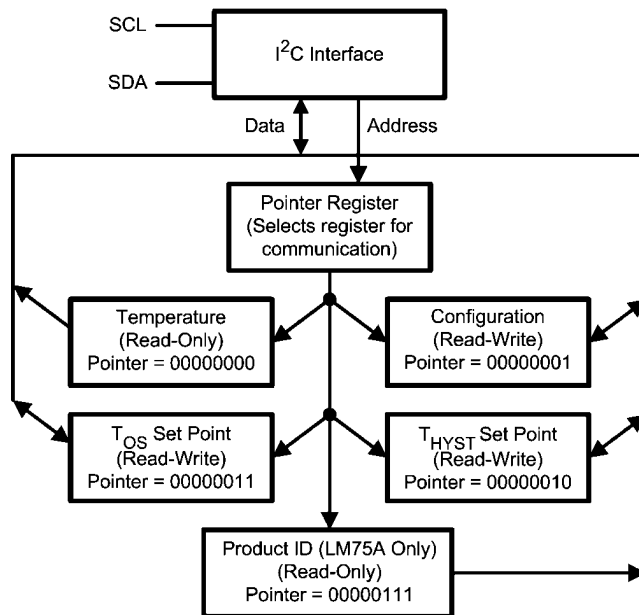 SCL
I²C Interface
SDA
Data
Address
Pointer Register
(Selects register for
communication)
Temperature
(Read-Only)
Pointer = 00000000
Configuration
(Read-Write)
Pointer = 00000001
TOS Set Point
(Read-Write)
Pointer = 00000011
THYST Set Point
(Read-Write)
Pointer = 00000010
Product ID (LM75A Only)
(Read-Only)
Pointer = 00000111